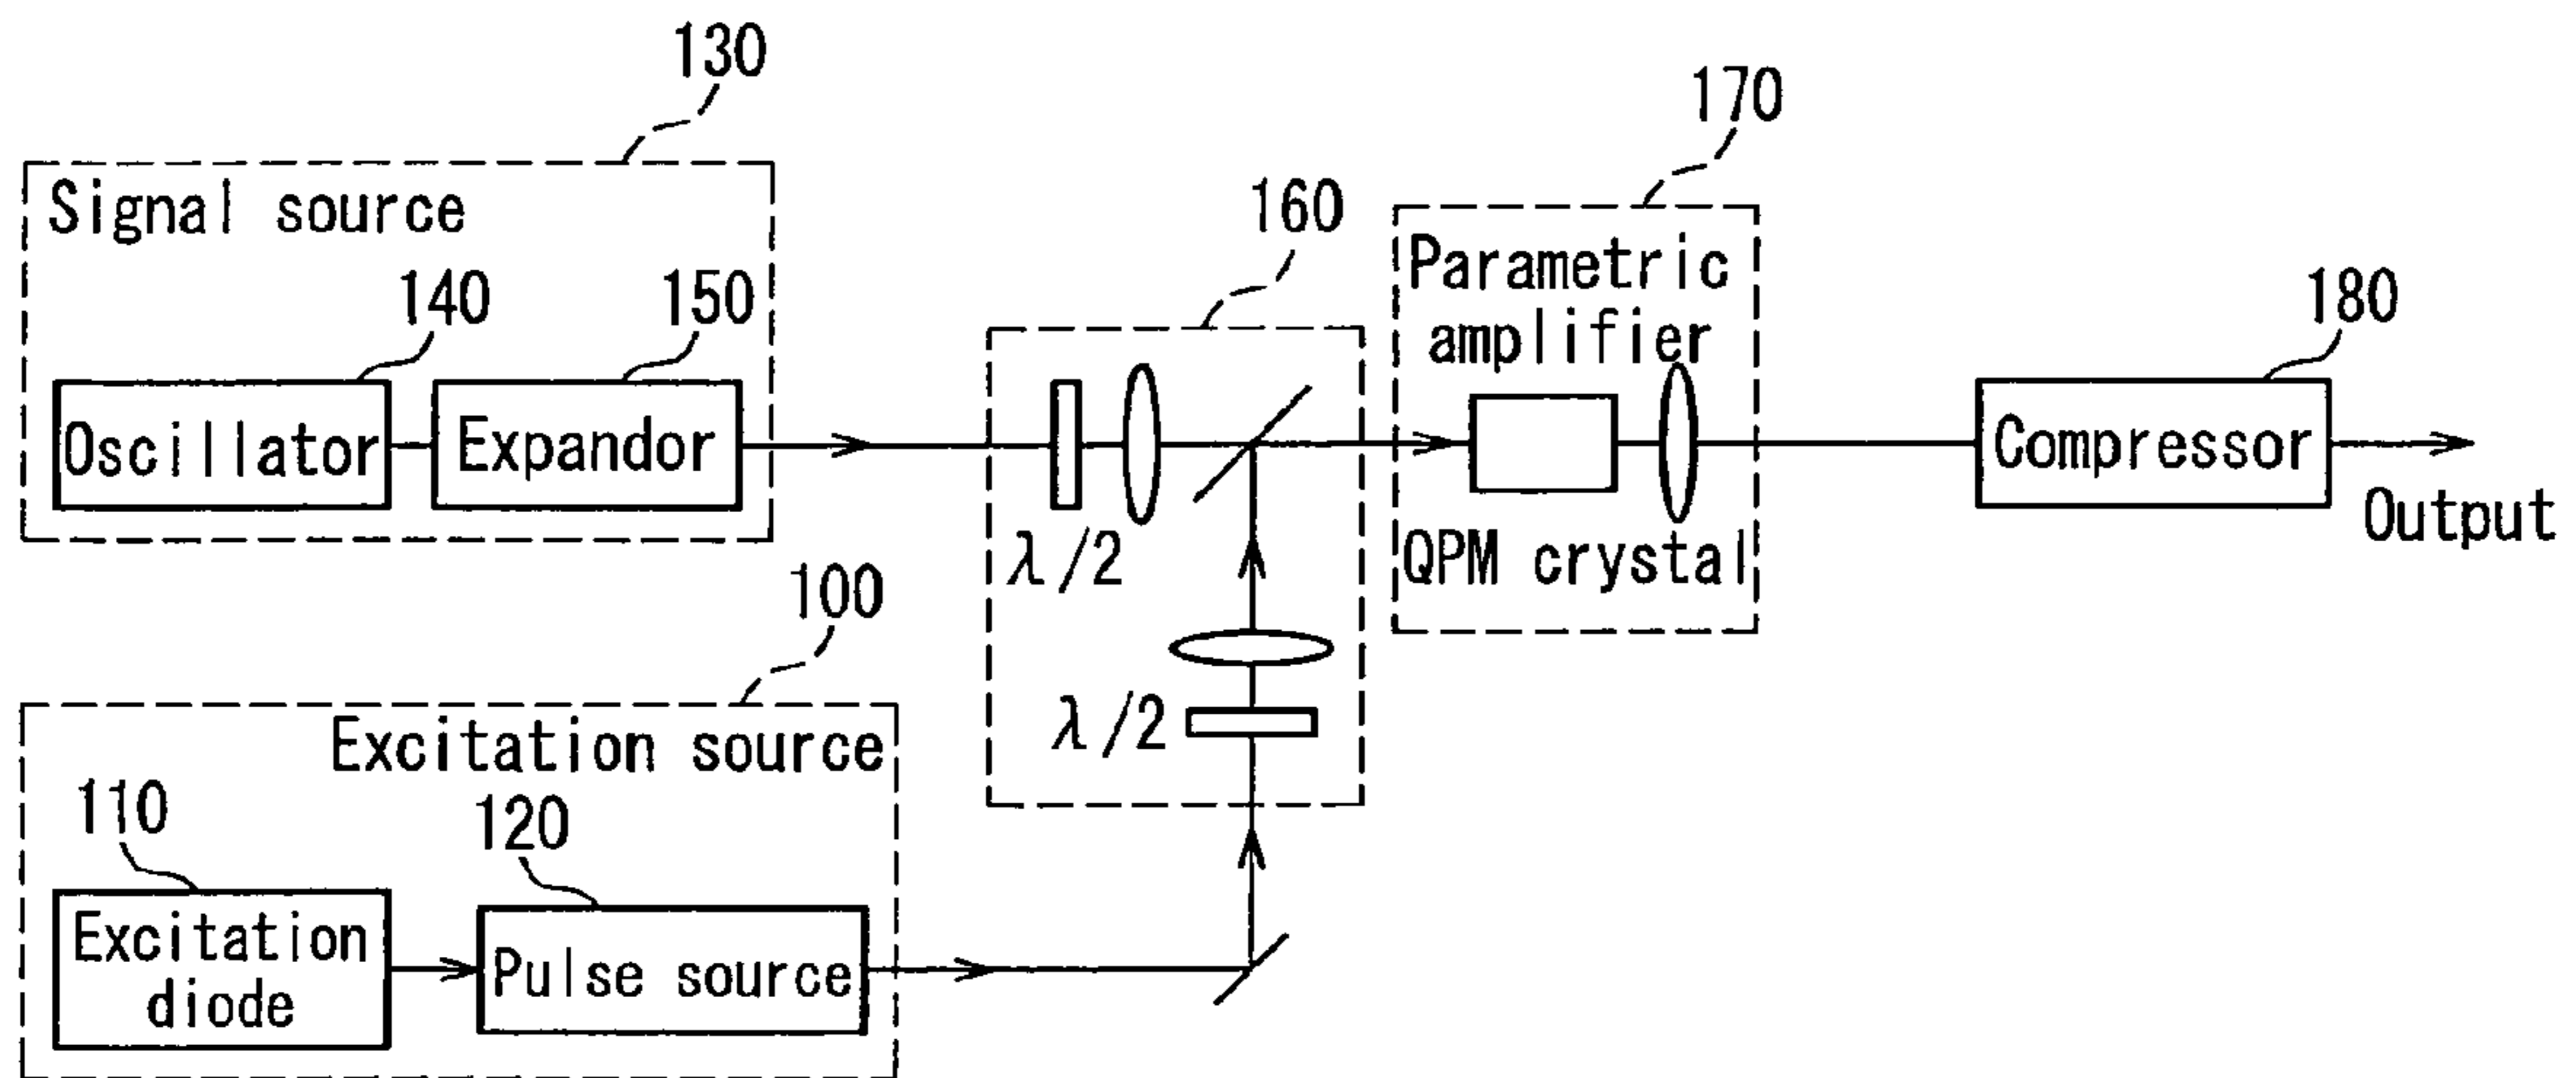 130
Signal source
140
150
Oscillator
Expandor
160
λ/2
λ/2
170
Parametric
amplifier
QPM crystal
180
Compressor
Output
100
Excitation source
110
120
Excitation
diode
Pulse source